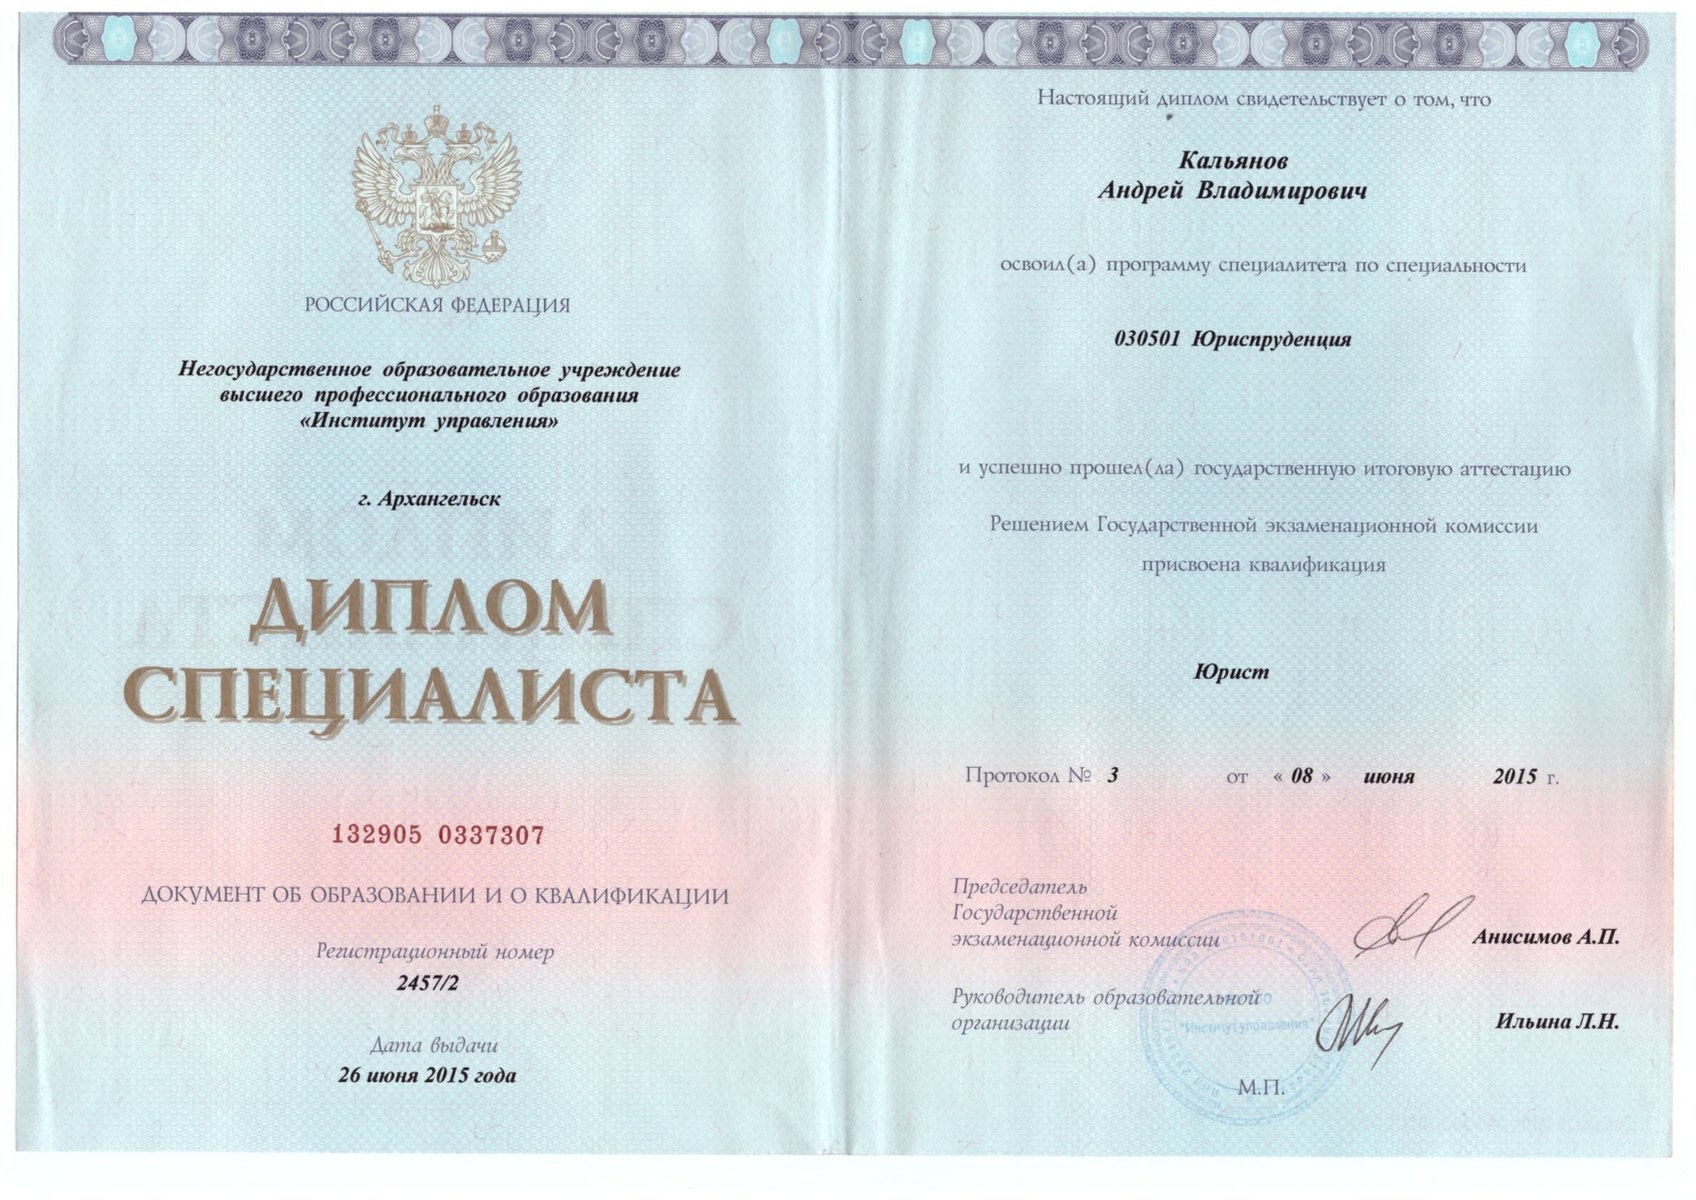 РОССИЙСКАЯ ФЕДЕРАЦИЯ
Негосударственное образовательное учреждение
высшего профессионального образования
«Институт управления»
г. Архангельск
ДИПЛОМ
СПЕЦИАЛИСТА
132905 0337307
ДОКУМЕНТ ОБ ОБРАЗОВАНИИ И О КВАЛИФИКАЦИИ
Регистрационный номер
2457/2
Дата выдачи
26 июня 2015 года
Настоящий диплом свидетельствует о том, что
Кальянов
Андрей Владимирович
освоил(а) программу специалитета по специальности
030501 Юриспруденция
и успешно прошел(ла) государственную итоговую аттестацию
Решением Государственной экзаменационной комиссии
присвоена квалификация
Юрист
Протокол № 3 от « 08 » июня 2015 г.
Председатель
Государственной
экзаменационной комиссии
Анисимов А.П.
Руководитель образовательной
организации
Ильина Л.Н.
"Институт управления"
М.П.